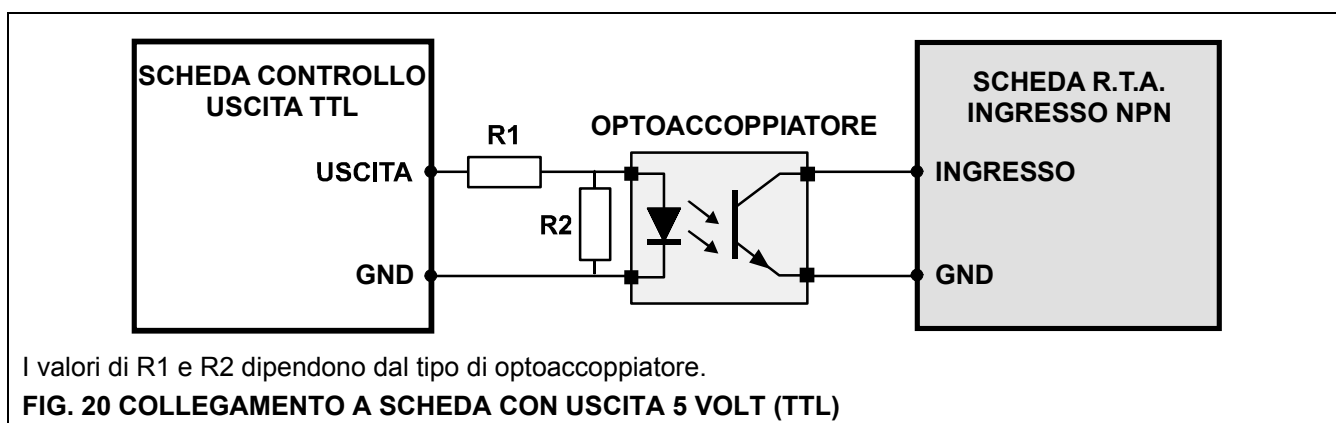 SCHEDA CONTROLLO
USCITA TTL
USCITA
GND
R1
R2
OPTOACCOPPIATORE
SCHEDA R.T.A.
INGRESSO NPN
INGRESSO
GND
I valori di R1 e R2 dipendono dal tipo di optoaccoppiatore.
FIG. 20 COLLEGAMENTO A SCHEDA CON USCITA 5 VOLT (TTL)